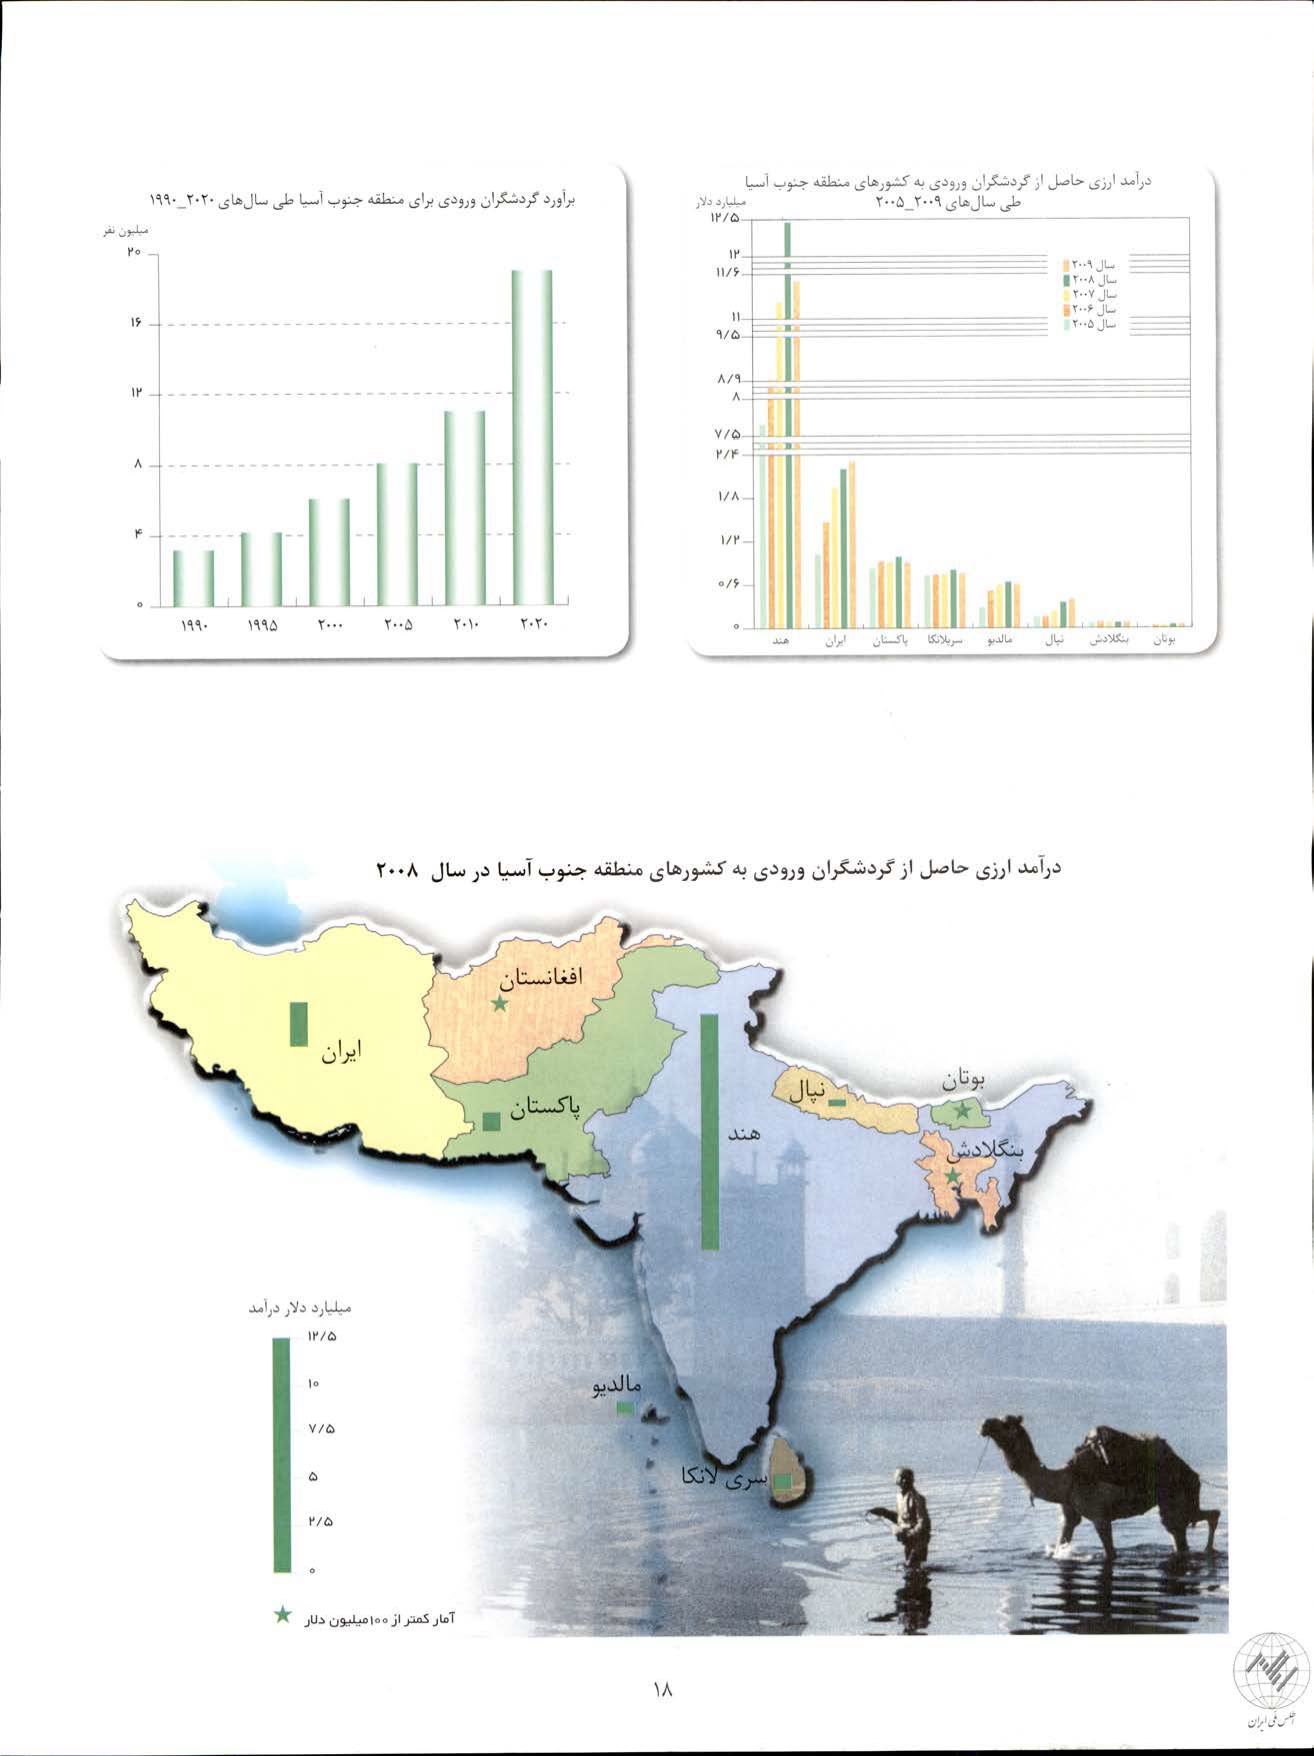 درآمد ارزی حاصل از گردشگران ورودی به کشورهای منطقه جنوب آسیا
طی سال‌های ۲۰۰۹_۲۰۰۵
میلیارد دلار
۱۲/۵
۱۲
۱۱/۶
۱۱
۹/۵
۸/۹
۸
۷/۵
۲/۴
۱/۸
۱/۲
۰/۶
۰
سال ۲۰۰۹
سال ۲۰۰۸
سال ۲۰۰۷
سال ۲۰۰۶
سال ۲۰۰۵
هند ایران پاکستان سریلانکا مالدیو نپال بنگلادش بوتان
برآورد گردشگران ورودی برای منطقه جنوب آسیا طی سال‌های ۲۰۲۰_۱۹۹۰
میلیون نفر
۲۰
۱۶
۱۲
۸
۴
۰
۱۹۹۰ ۱۹۹۵ ۲۰۰۰ ۲۰۰۵ ۲۰۱۰ ۲۰۲۰
درآمد ارزی حاصل از گردشگران ورودی به کشورهای منطقه جنوب آسیا در سال ۲۰۰۸
افغانستان
ایران
پاکستان
هند
نپال
بوتان
بنگلادش
مالدیو
سری لانکا
میلیارد دلار درآمد
۱۲/۵
۱۰
۷/۵
۵
۲/۵
۰
آمار کمتر از ۱۰۰میلیون دلار
۱۸
اطلس ملی ایران